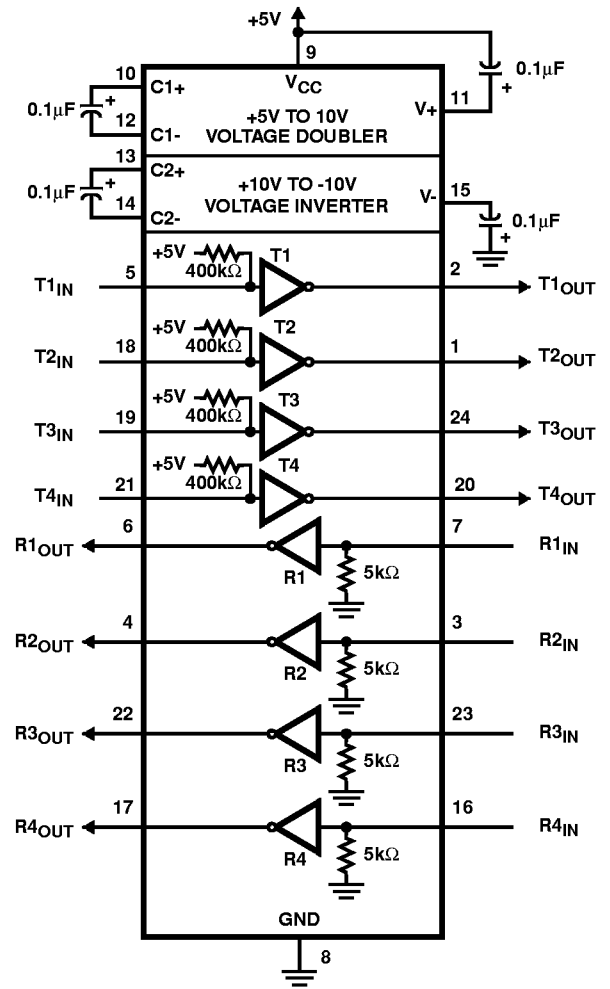 +5V
9
10
C1+
VCC
0.1µF
+
+
0.1µF
11
V+
+5V TO 10V
VOLTAGE DOUBLER
12
C1-
13
C2+
+10V TO -10V
VOLTAGE INVERTER
0.1µF
+
V-
15
14
C2-
0.1µF
+
+5V
400kΩ
T1
T1IN
5
2
T1OUT
+5V
400kΩ
T2
T2IN
18
1
T2OUT
+5V
400kΩ
T3
T3IN
19
24
T3OUT
+5V
400kΩ
T4
T4IN
21
20
T4OUT
R1OUT
6
7
R1IN
R1
5kΩ
R2OUT
4
3
R2IN
R2
5kΩ
R3OUT
22
23
R3IN
R3
5kΩ
R4OUT
17
16
R4IN
R4
5kΩ
GND
8